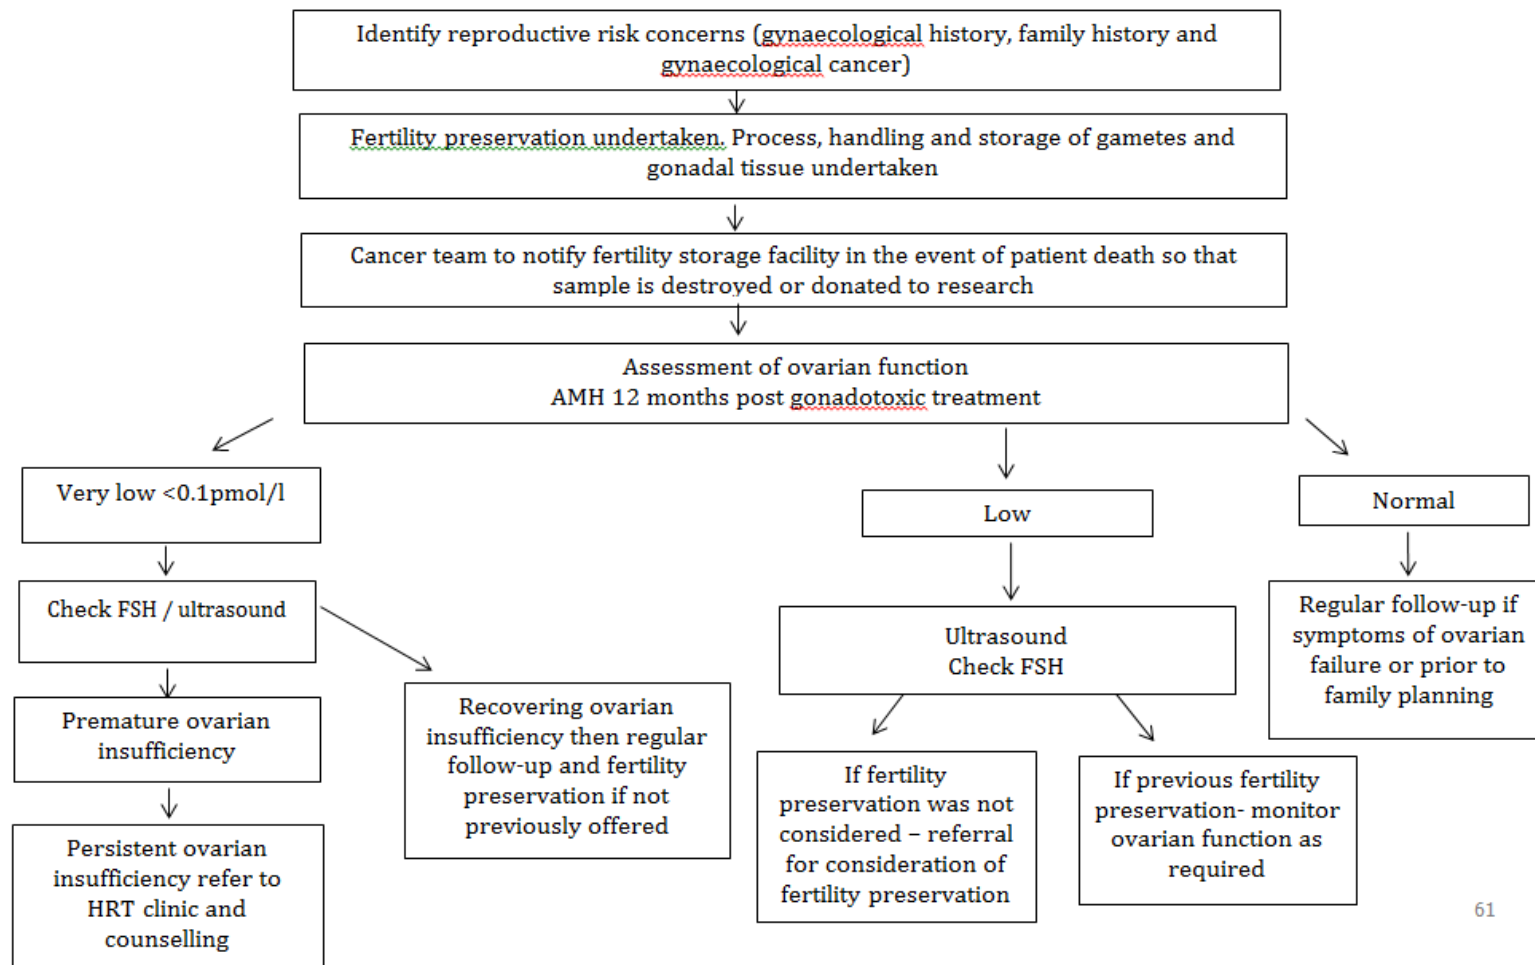 Identify reproductive risk concerns (gynaecological history, family history and
gynaecological cancer)
Fertility preservation undertaken. Process, handling and storage of gametes and
gonadal tissue undertaken
Cancer team to notify fertility storage facility in the event of patient death so that
sample is destroyed or donated to research
Assessment of ovarian function
AMH 12 months post gonadotoxic treatment
Very low <0.1pmol/l
Check FSH / ultrasound
Premature ovarian
insufficiency
Persistent ovarian
insufficiency refer to
HRT clinic and
counselling
Recovering ovarian
insufficiency then regular
follow-up and fertility
preservation if not
previously offered
Low
Ultrasound
Check FSH
If fertility
preservation was not
considered – referral
for consideration of
fertility preservation
If previous fertility
preservation- monitor
ovarian function as
required
Normal
Regular follow-up if
symptoms of ovarian
failure or prior to
family planning
61